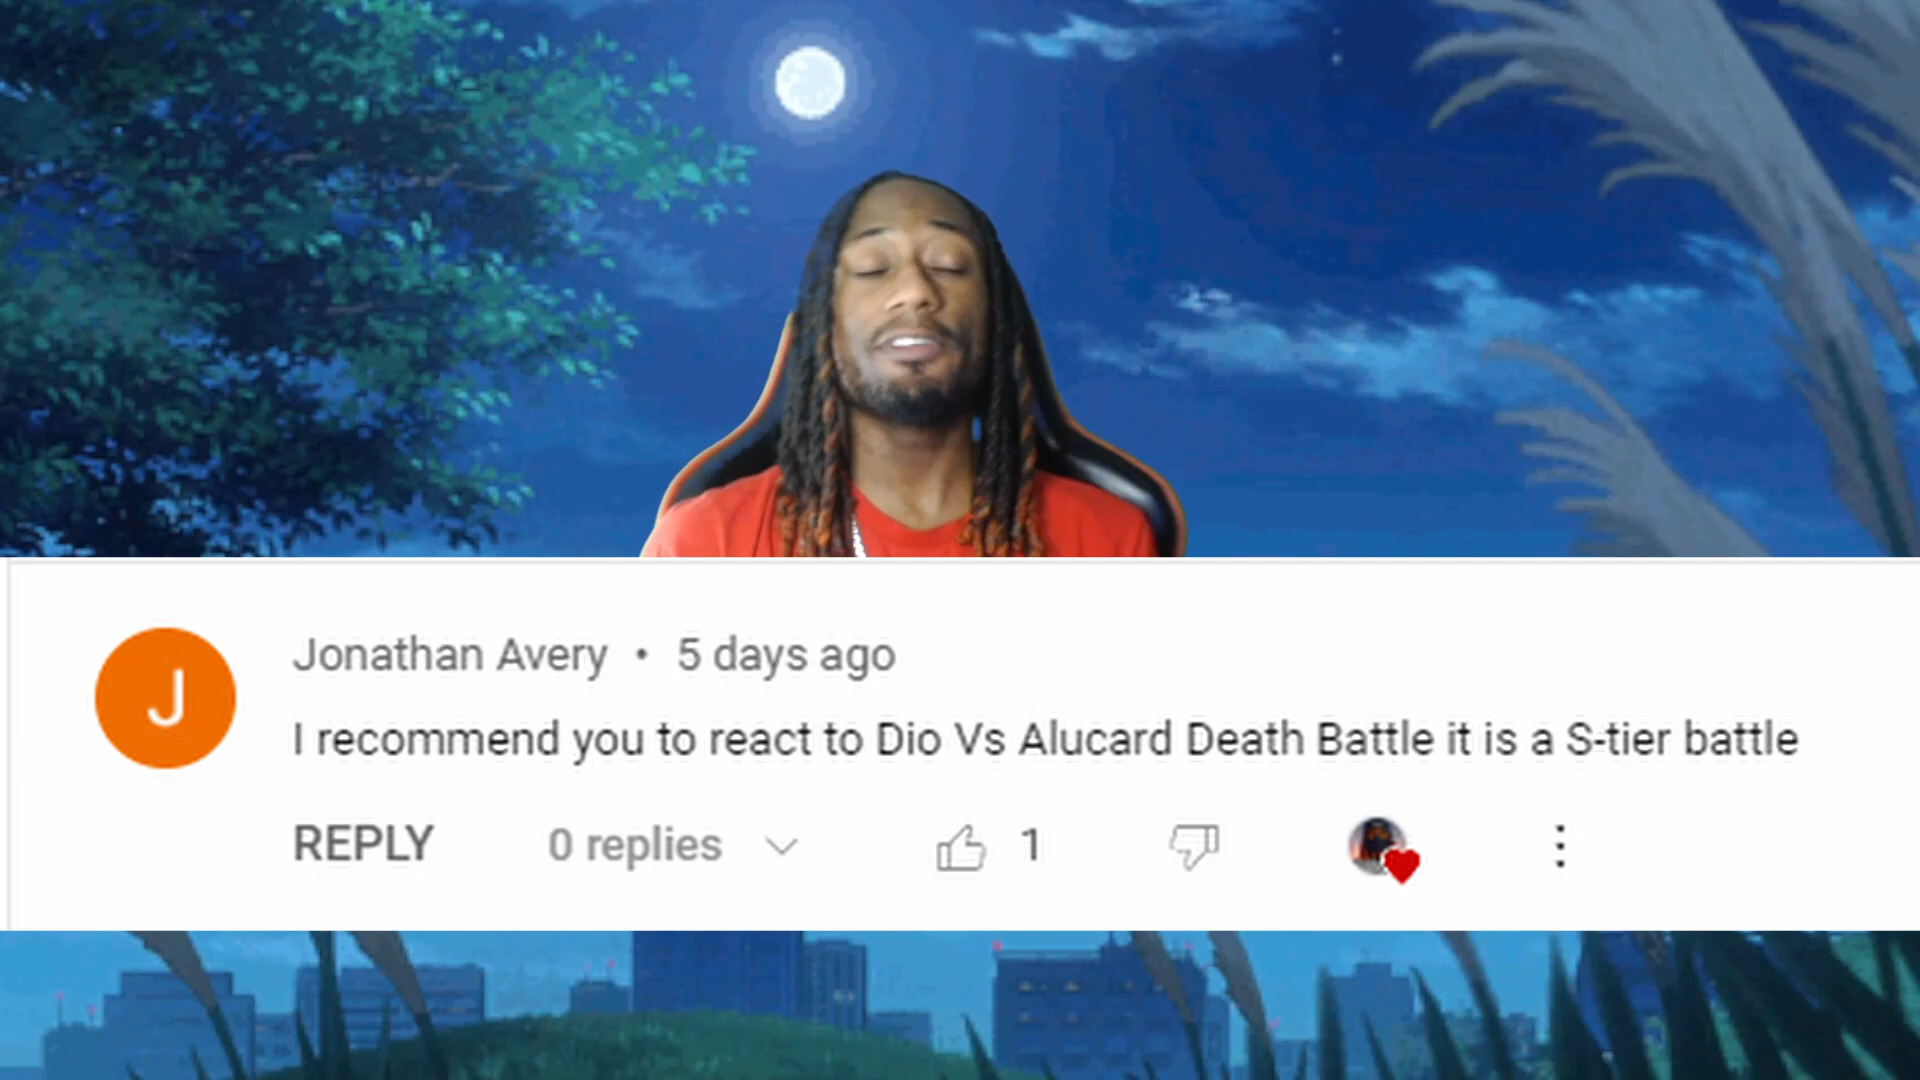 J
Jonathan Avery • 5 days ago
I recommend you to react to Dio Vs Alucard Death Battle it is a S-tier battle
REPLY 0 replies 1